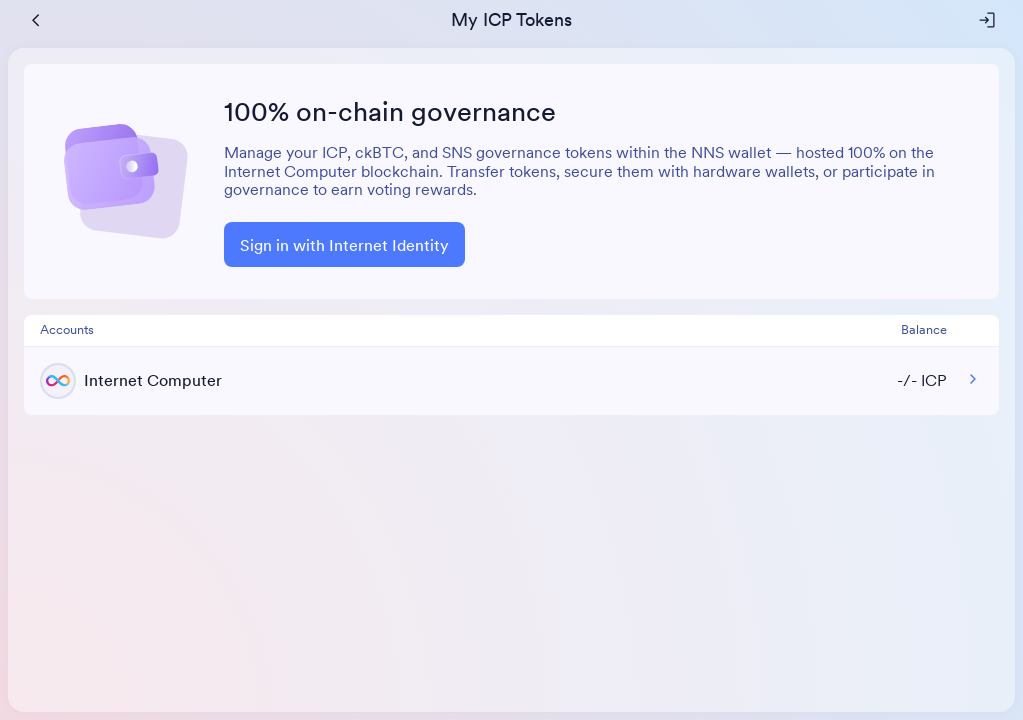 My ICP Tokens
100% on-chain governance
Manage your ICP, ckBTC, and SNS governance tokens within the NNS wallet — hosted 100% on the
Internet Computer blockchain. Transfer tokens, secure them with hardware wallets, or participate in
governance to earn voting rewards.
Sign in with Internet Identity
Accounts Balance
Internet Computer -/- ICP